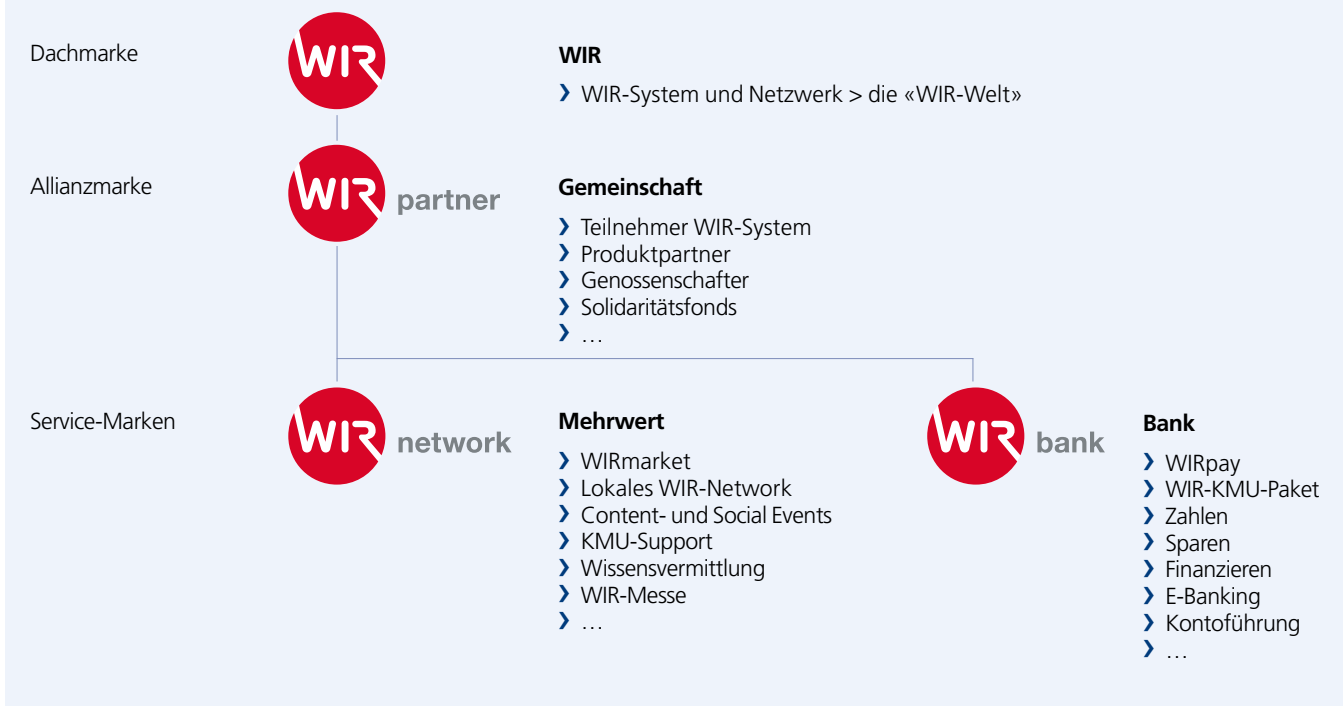 Dachmarke
WIR
WIR
❯ WIR-System und Netzwerk > die «WIR-Welt»
Allianzmarke
WIR partner
Gemeinschaft
❯ Teilnehmer WIR-System
❯ Produktpartner
❯ Genossenschafter
❯ Solidaritätsfonds
❯ …
Service-Marken
WIR network
Mehrwert
❯ WIRmarket
❯ Lokales WIR-Network
❯ Content- und Social Events
❯ KMU-Support
❯ Wissensvermittlung
❯ WIR-Messe
❯ …
WIR bank
Bank
❯ WIRpay
❯ WIR-KMU-Paket
❯ Zahlen
❯ Sparen
❯ Finanzieren
❯ E-Banking
❯ Kontoführung
❯ …